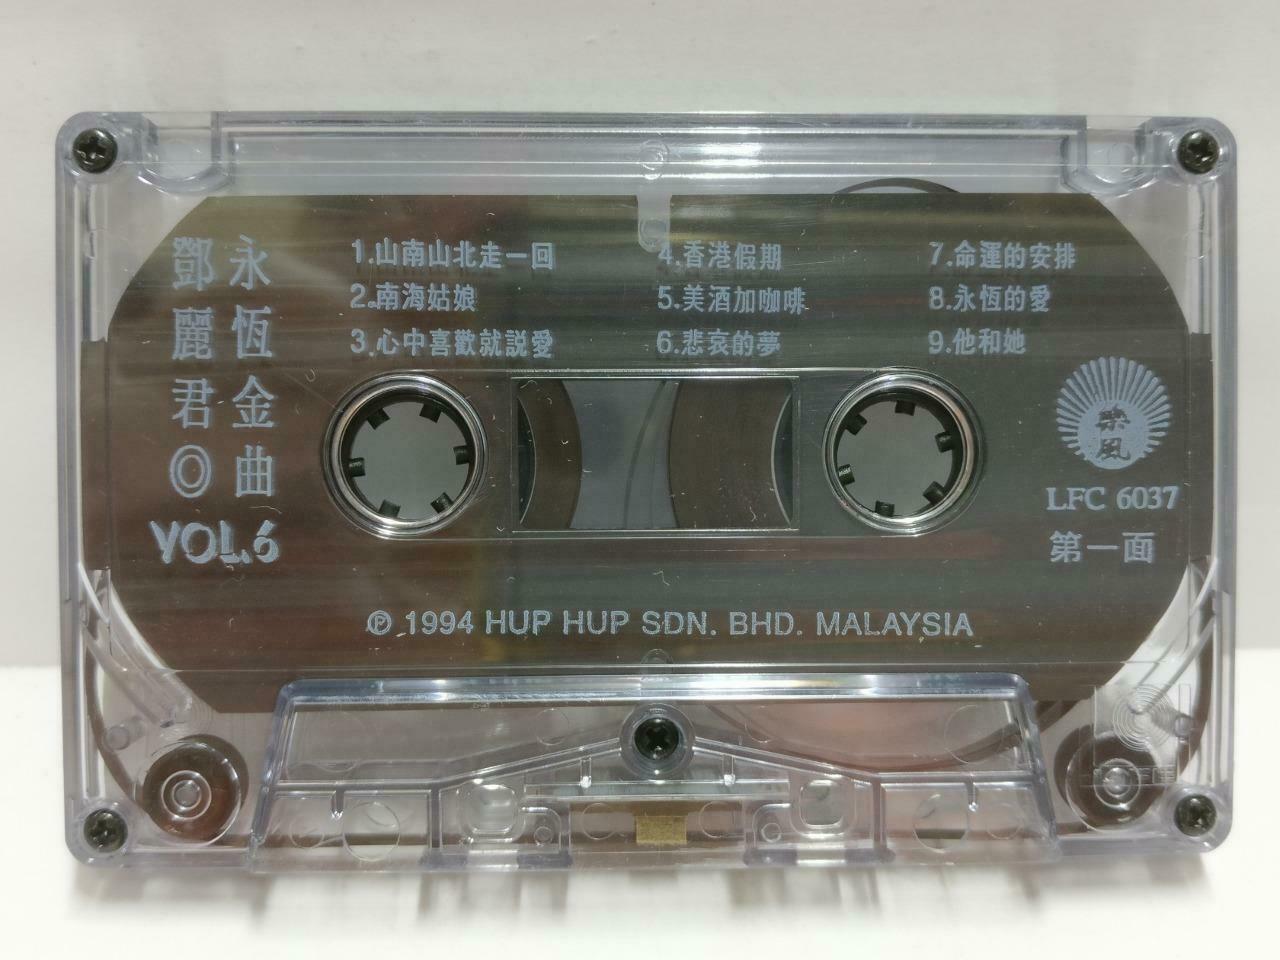 永恆金曲
鄧麗君◎
VOL.6
1.山南山北走一回
2.南海姑娘
3.心中喜歡就説愛
4.香港假期
5.美酒加咖啡
6.悲哀的夢
7.命運的安排
8.永恆的愛
9.他和她
樂風
LFC 6037
第一面
℗ 1994 HUP HUP SDN. BHD. MALAYSIA